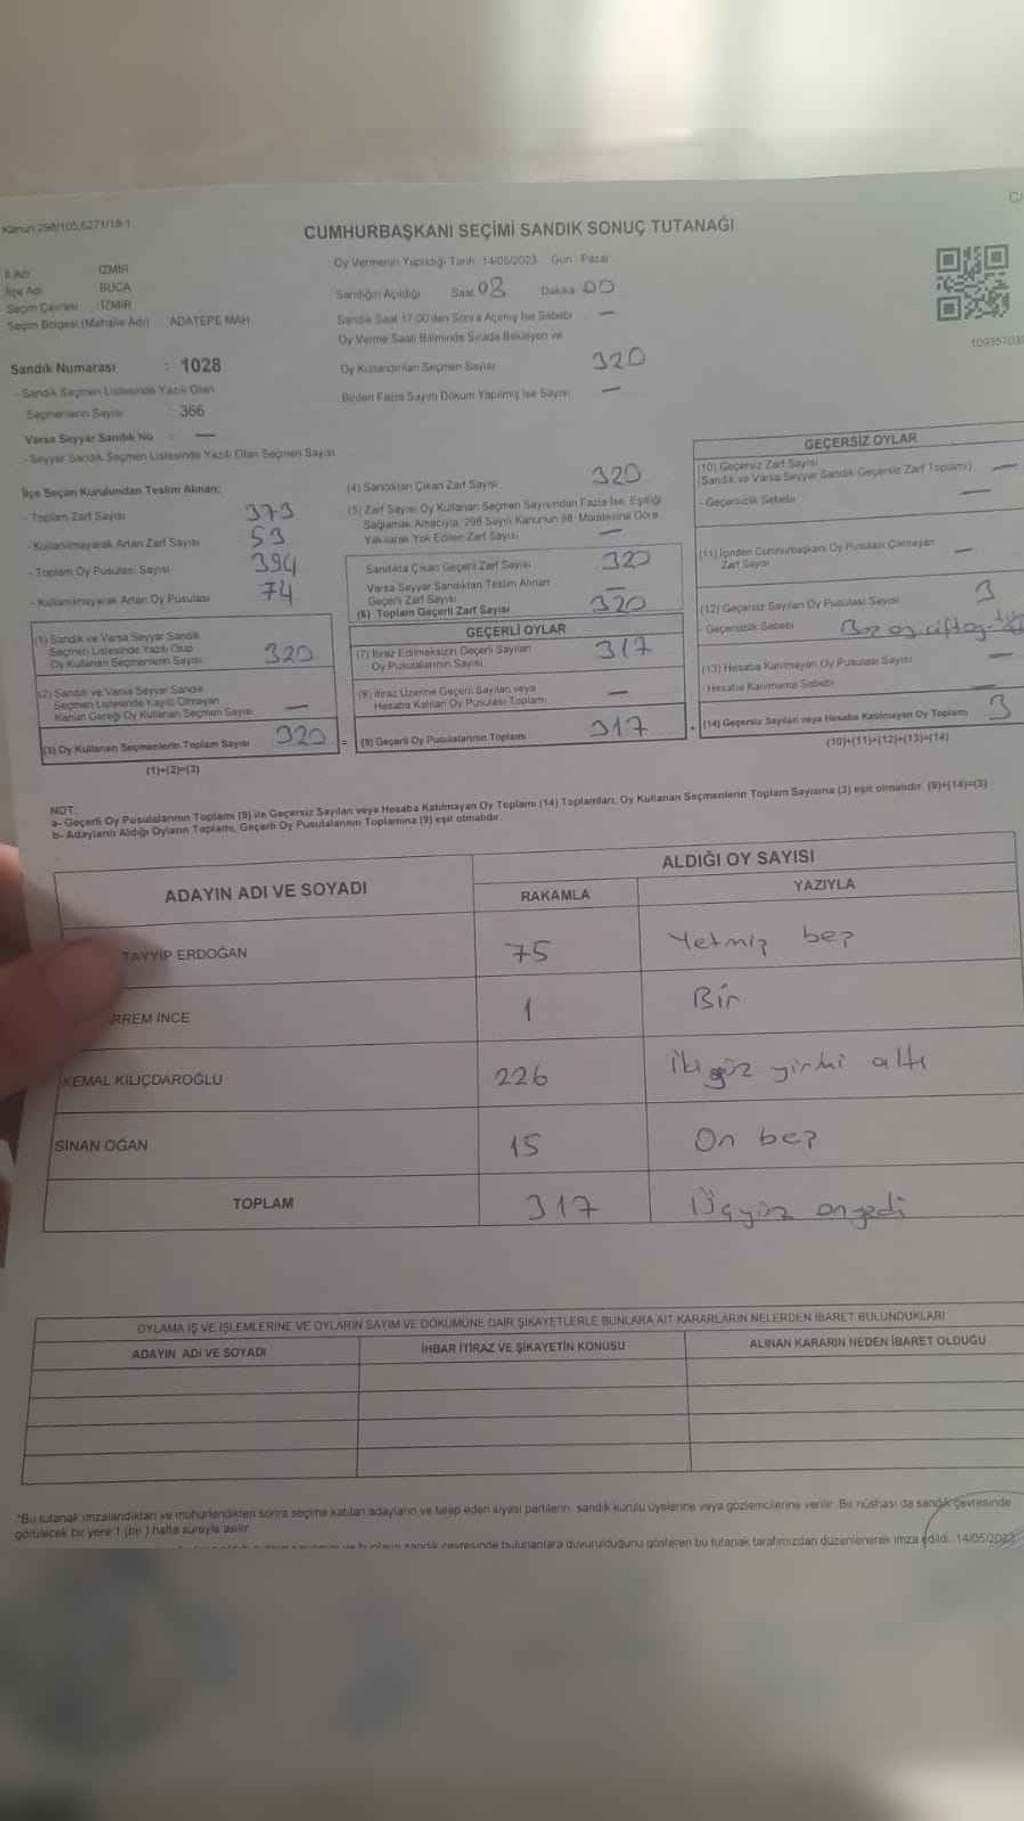 Kanun 298/105,6271/18-1
CUMHURBAŞKANI SEÇİMİ SANDIK SONUÇ TUTANAĞI
İl Adı İZMİR
İlçe Adı BUCA
Seçim Çevresi : İZMİR
Seçim Bölgesi (Mahalle Adı) ADATEPE MAH
Sandık Numarası : 1028
- Sandık Seçmen Listesinde Yazılı Olan
Seçmenlerin Sayısı : 366
Varsa Seyyar Sandık No : —
- Seyyar Sandık Seçmen Listesinde Yazılı Olan Seçmen Sayısı
Oy Vermenin Yapıldığı Tarih : 14/05/2023 Gün : Pazar
Sandığın Açıldığı Saat 08 Dakika 00
Sandık Saat 17:00'den Sonra Açılmış İse Sebebi —
Oy Verme Saati Bitiminde Sırada Bekleyen ve
Oy Kullandırılan Seçmen Sayısı 320
Birden Fazla Sayım Döküm Yapılmış İse Sayısı —
İlçe Seçim Kurulundan Teslim Alınan;
- Toplam Zarf Sayısı 373
- Kullanılmayarak Artan Zarf Sayısı 53
- Toplam Oy Pusulası Sayısı 394
- Kullanılmayarak Artan Oy Pusulası 74
(1) Sandık ve Varsa Seyyar Sandık
Seçmen Listesinde Yazılı Olup
Oy Kullanan Seçmenlerin Sayısı 320
(2) Sandık ve Varsa Seyyar Sandık
Seçmen Listesinde Kayıtlı Olmayan
Kanun Gereği Oy Kullanan Seçmen Sayısı —
(3) Oy Kullanan Seçmenlerin Toplam Sayısı 320
(1)+(2)=(3)
(4) Sandıktan Çıkan Zarf Sayısı 320
(5) Zarf Sayısı Oy Kullanan Seçmen Sayısından Fazla İse, Eşitliği
Sağlamak Amacıyla, 298 Sayılı Kanunun 98. Maddesine Göre
Yakılarak Yok Edilen Zarf Sayısı —
Sandıkta Çıkan Geçerli Zarf Sayısı 320
Varsa Seyyar Sandıktan Teslim Alınan
Geçerli Zarf Sayısı —
(6) Toplam Geçerli Zarf Sayısı 320
GEÇERLİ OYLAR
(7) İtiraz Edilmeksizin Geçerli Sayılan
Oy Pusulalarının Sayısı 317
(8) İtiraz Üzerine Geçerli Sayılan veya
Hesaba Katılan Oy Pusulası Toplamı —
= (9) Geçerli Oy Pusulalarının Toplamı 317
GEÇERSİZ OYLAR
(10) Geçersiz Zarf Sayısı
(Sandık ve Varsa Seyyar Sandık Geçersiz Zarf Toplamı) —
- Geçersizlik Sebebi —
(11) İçinden Cumhurbaşkanı Oy Pusulası Çıkmayan
Zarf Sayısı —
(12) Geçersiz Sayılan Oy Pusulası Sayısı 3
- Geçersizlik Sebebi
(13) Hesaba Katılmayan Oy Pusulası Sayısı —
- Hesaba Katılmama Sebebi
+ (14) Geçersiz Sayılan veya Hesaba Katılmayan Oy Toplamı 3
(10)+(11)+(12)+(13)=(14)
NOT:
a- Geçerli Oy Pusulalarının Toplamı (9) ile Geçersiz Sayılan veya Hesaba Katılmayan Oy Toplamı (14) Toplamları, Oy Kullanan Seçmenlerin Toplam Sayısına (3) eşit olmalıdır. (9)+(14)=(3)
b- Adayların Aldığı Oyların Toplamı, Geçerli Oy Pusulalarının Toplamına (9) eşit olmalıdır.
ADAYIN ADI VE SOYADI
ALDIĞI OY SAYISI
RAKAMLA YAZIYLA
TAYYİP ERDOĞAN 75 Yetmiş beş
RREM İNCE 1 Bir
KEMAL KILIÇDAROĞLU 226 İki yüz yirmi altı
SİNAN OĞAN 15 On beş
TOPLAM 317 Üçyüz onyedi
OYLAMA İŞ VE İŞLEMLERİNE VE OYLARIN SAYIM VE DÖKÜMÜNE DAİR ŞİKAYETLERLE BUNLARA AİT KARARLARIN NELERDEN İBARET BULUNDUKLARI
ADAYIN ADI VE SOYADI İHBAR İTİRAZ VE ŞİKAYETİN KONUSU ALINAN KARARIN NEDEN İBARET OLDUĞU
*Bu tutanak imzalandıktan ve mühürlendikten sonra seçime katılan adayların ve talep eden siyasi partilerin, sandık kurulu üyelerine veya gözlemcilerine verilir. Bir nüshası da sandık çevresinde
görülecek bir yere 1 (bir) hafta süreyle asılır.
sandık çevresinde bulunanlara duyurulduğunu gösteren bu tutanak tarafımızdan düzenlenerek imza edildi. 14/05/2023